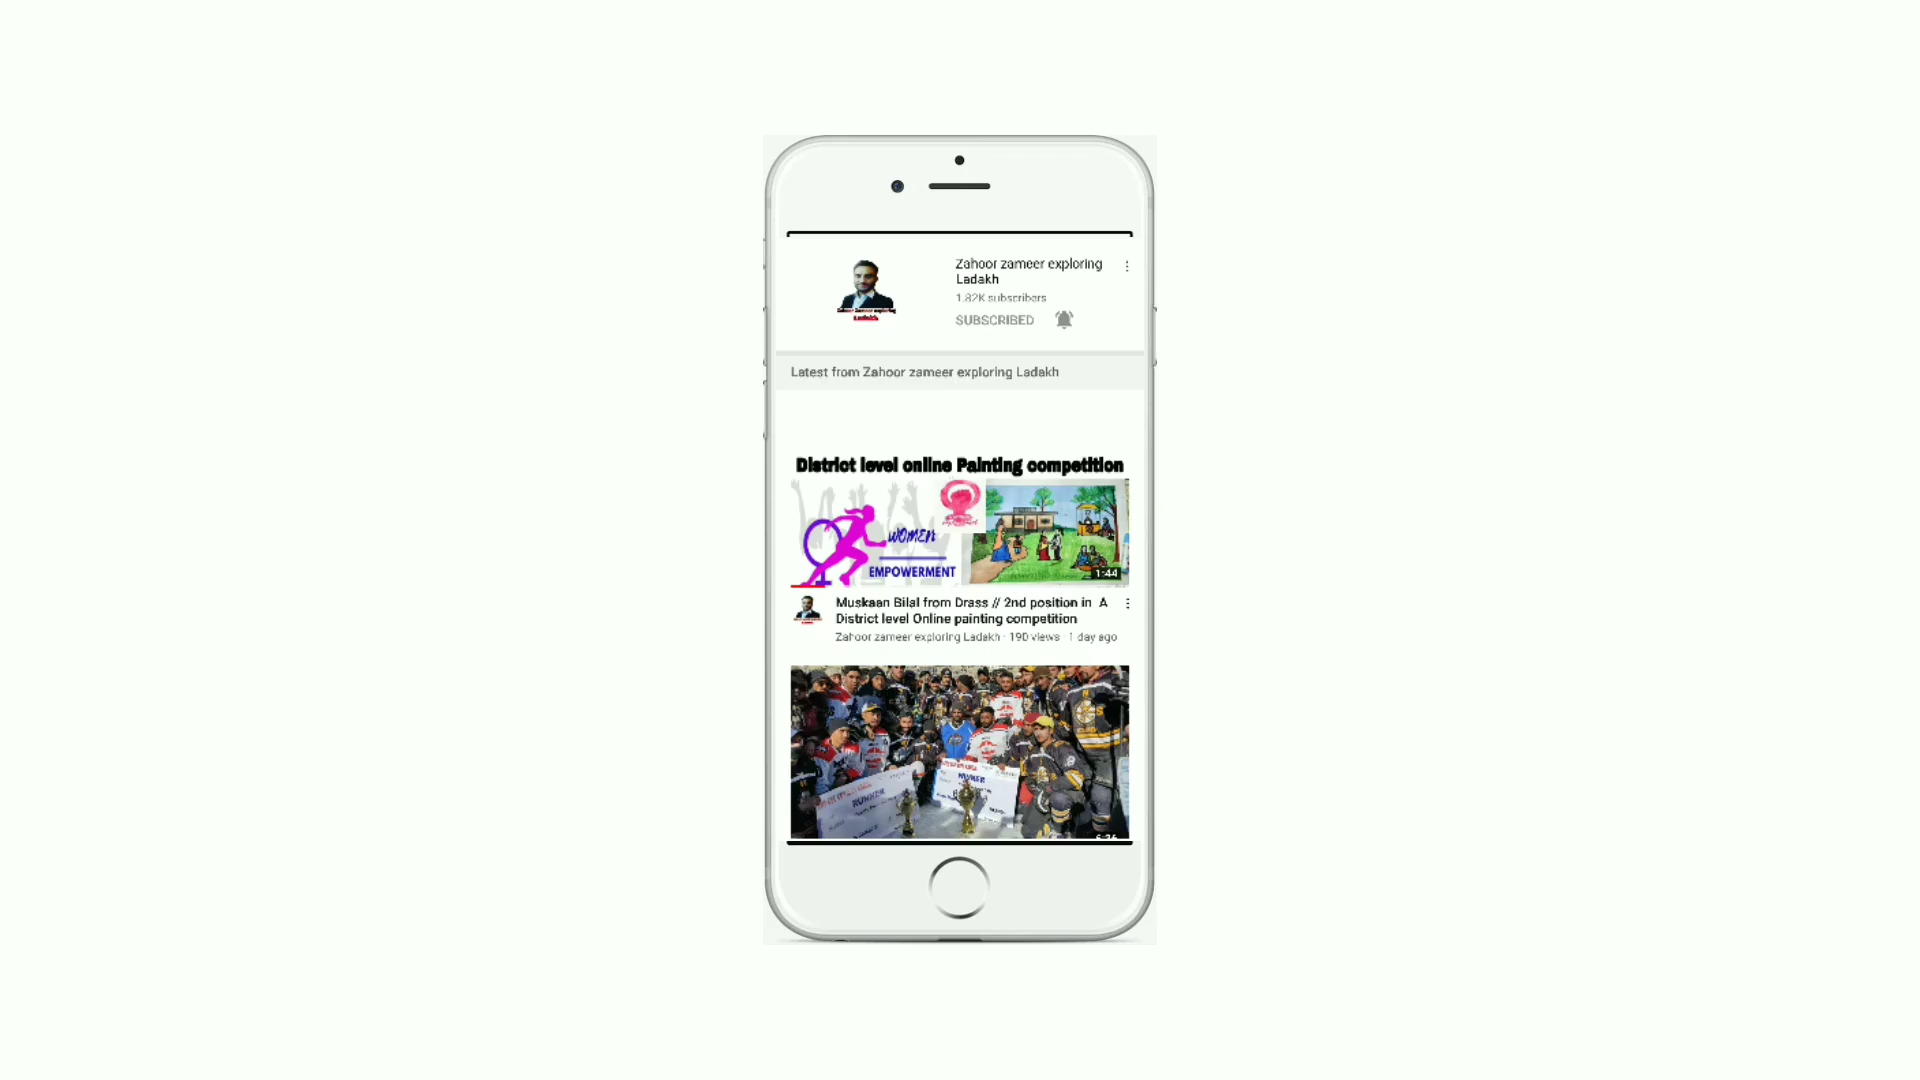 Zahoor zameer exploring
Ladakh
1.82K subscribers
SUBSCRIBED
Latest from Zahoor zameer exploring Ladakh
District level online Painting competition
WOMEN
EMPOWERMENT
1:44
Muskaan Bilal from Drass // 2nd position in A
District level Online painting competition
Zahoor zameer exploring Ladakh · 190 views · 1 day ago
WINNER
RUNNER